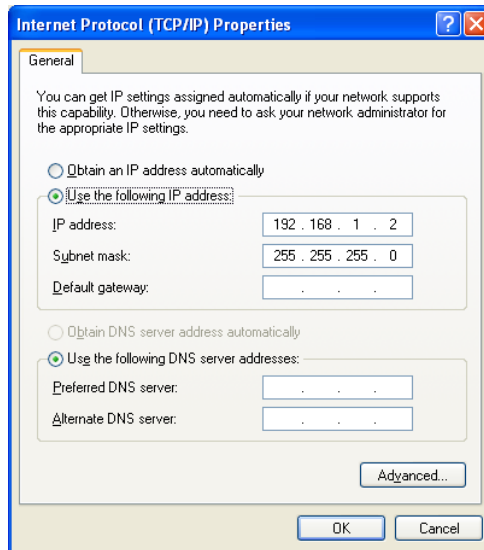 Internet Protocol (TCP/IP) Properties
General
You can get IP settings assigned automatically if your network supports
this capability. Otherwise, you need to ask your network administrator for
the appropriate IP settings.
Obtain an IP address automatically
Use the following IP address:
IP address: 192 . 168 . 1 . 2
Subnet mask: 255 . 255 . 255 . 0
Default gateway: . . .
Obtain DNS server address automatically
Use the following DNS server addresses:
Preferred DNS server: . . .
Alternate DNS server: . . .
Advanced...
OK Cancel